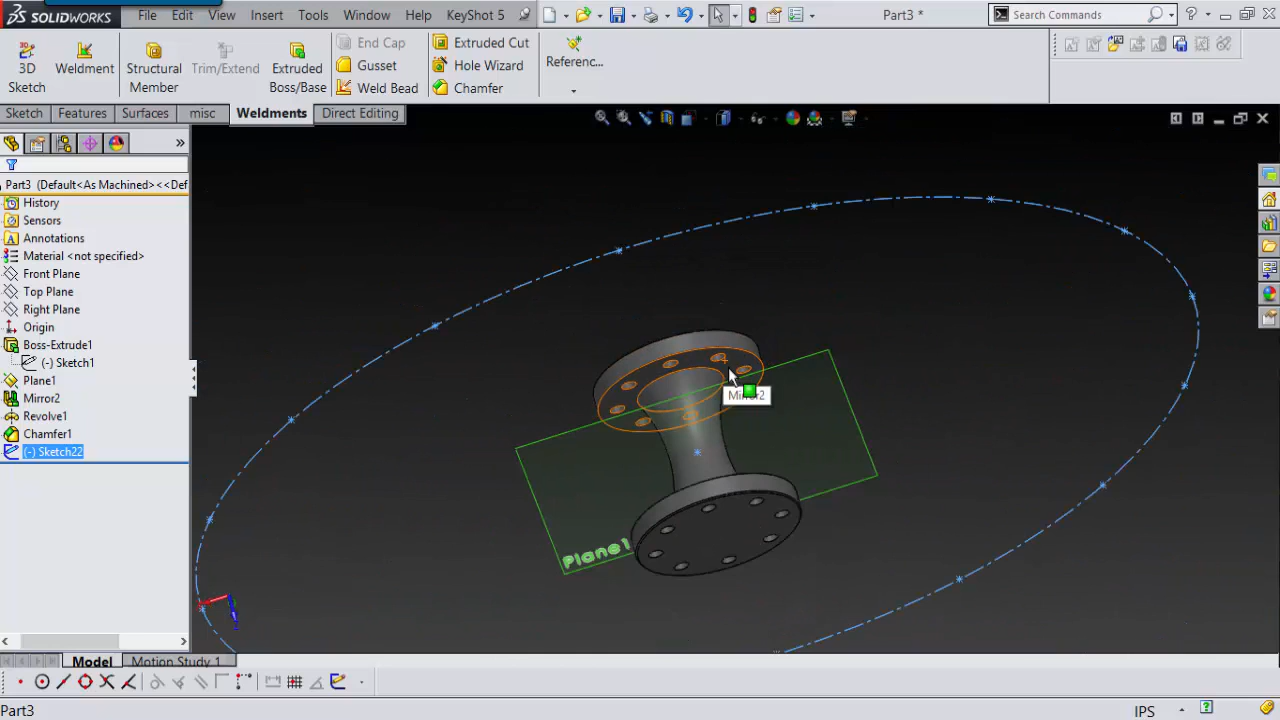 SOLIDWORKS File Edit View Insert Tools Window Help KeyShot 5 Part3 * Search Commands
3D Sketch
Weldment
Structural Member
Trim/Extend
Extruded Boss/Base
End Cap
Gusset
Weld Bead
Extruded Cut
Hole Wizard
Chamfer
Referenc...
Sketch Features Surfaces misc Weldments Direct Editing
Part3 (Default<As Machined><<Def
History
Sensors
Annotations
Material <not specified>
Front Plane
Top Plane
Right Plane
Origin
Boss-Extrude1
(-) Sketch1
Plane1
Mirror2
Revolve1
Chamfer1
(-) Sketch22
Mirror2
Plane1
Model Motion Study 1
Part3 IPS